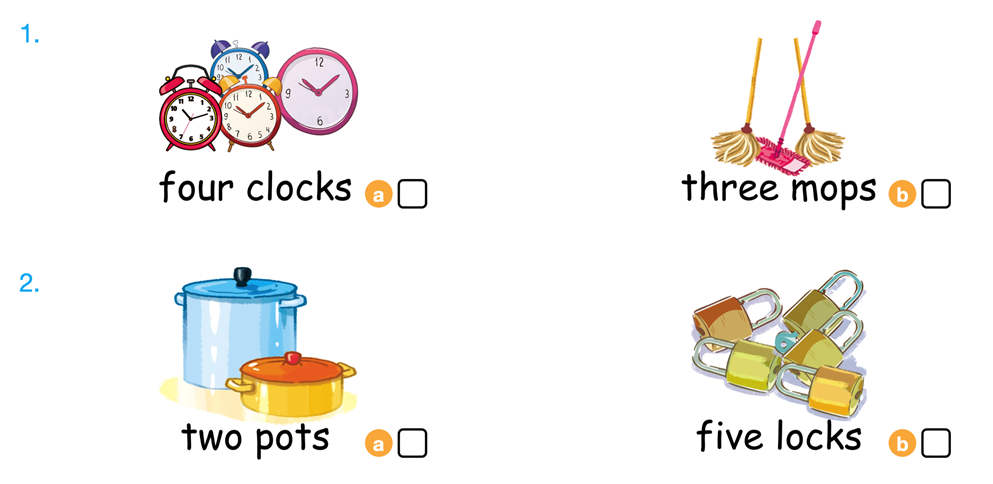 1.
four clocks a
three mops b
2.
two pots a
five locks b